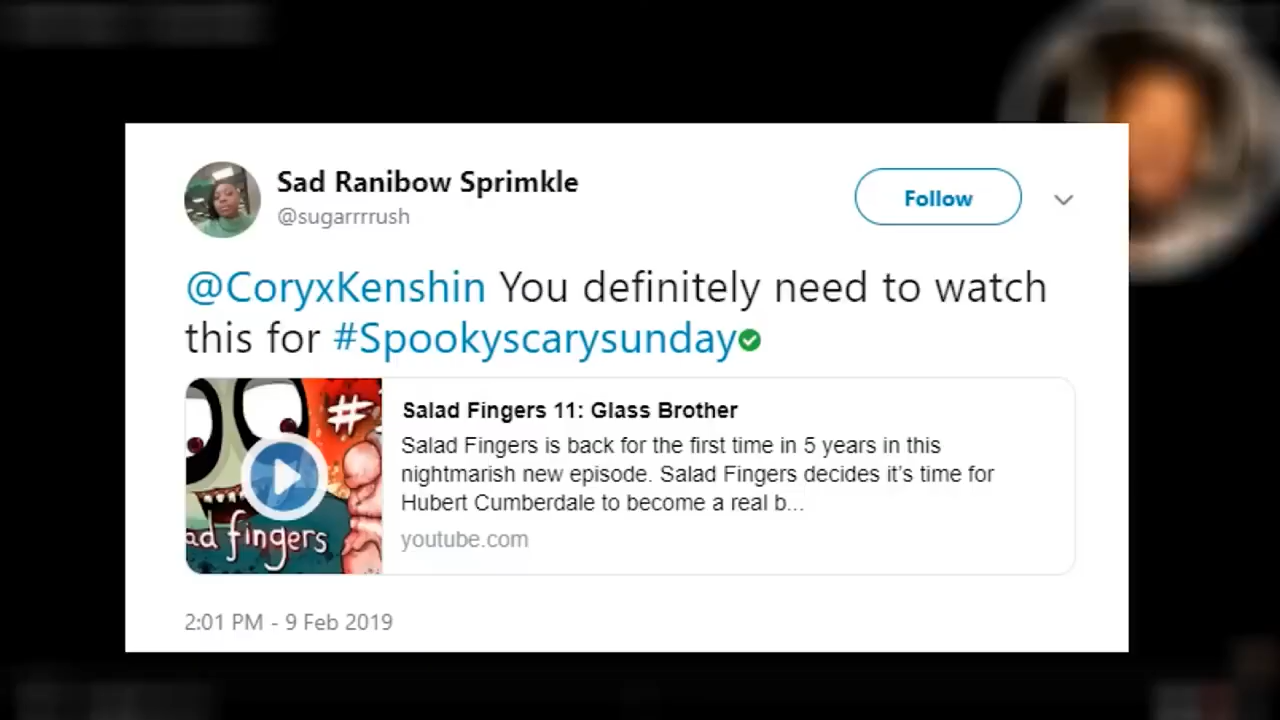 Sad Ranibow Sprimkle
@sugarrrrush
Follow
@CoryxKenshin You definitely need to watch
this for #Spookyscarysunday
#
ad fingers
Salad Fingers 11: Glass Brother
Salad Fingers is back for the first time in 5 years in this
nightmarish new episode. Salad Fingers decides it's time for
Hubert Cumberdale to become a real b...
youtube.com
2:01 PM - 9 Feb 2019